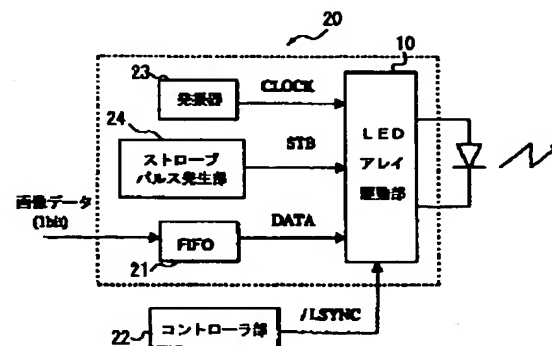 20
10
23
発振器
CLOCK
24
ストローブ
パルス発生部
STB
LED
アレイ
駆動部
画像データ
(1bit)
FIFO
DATA
21
/LSYNC
22
コントローラ部